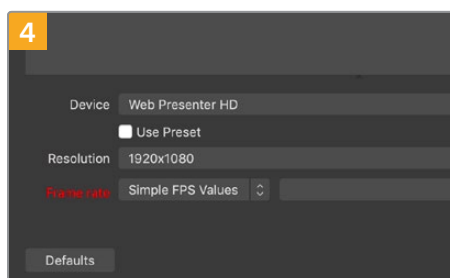 4
Device Web Presenter HD
Use Preset
Resolution 1920x1080
Frame rate Simple FPS Values
Defaults